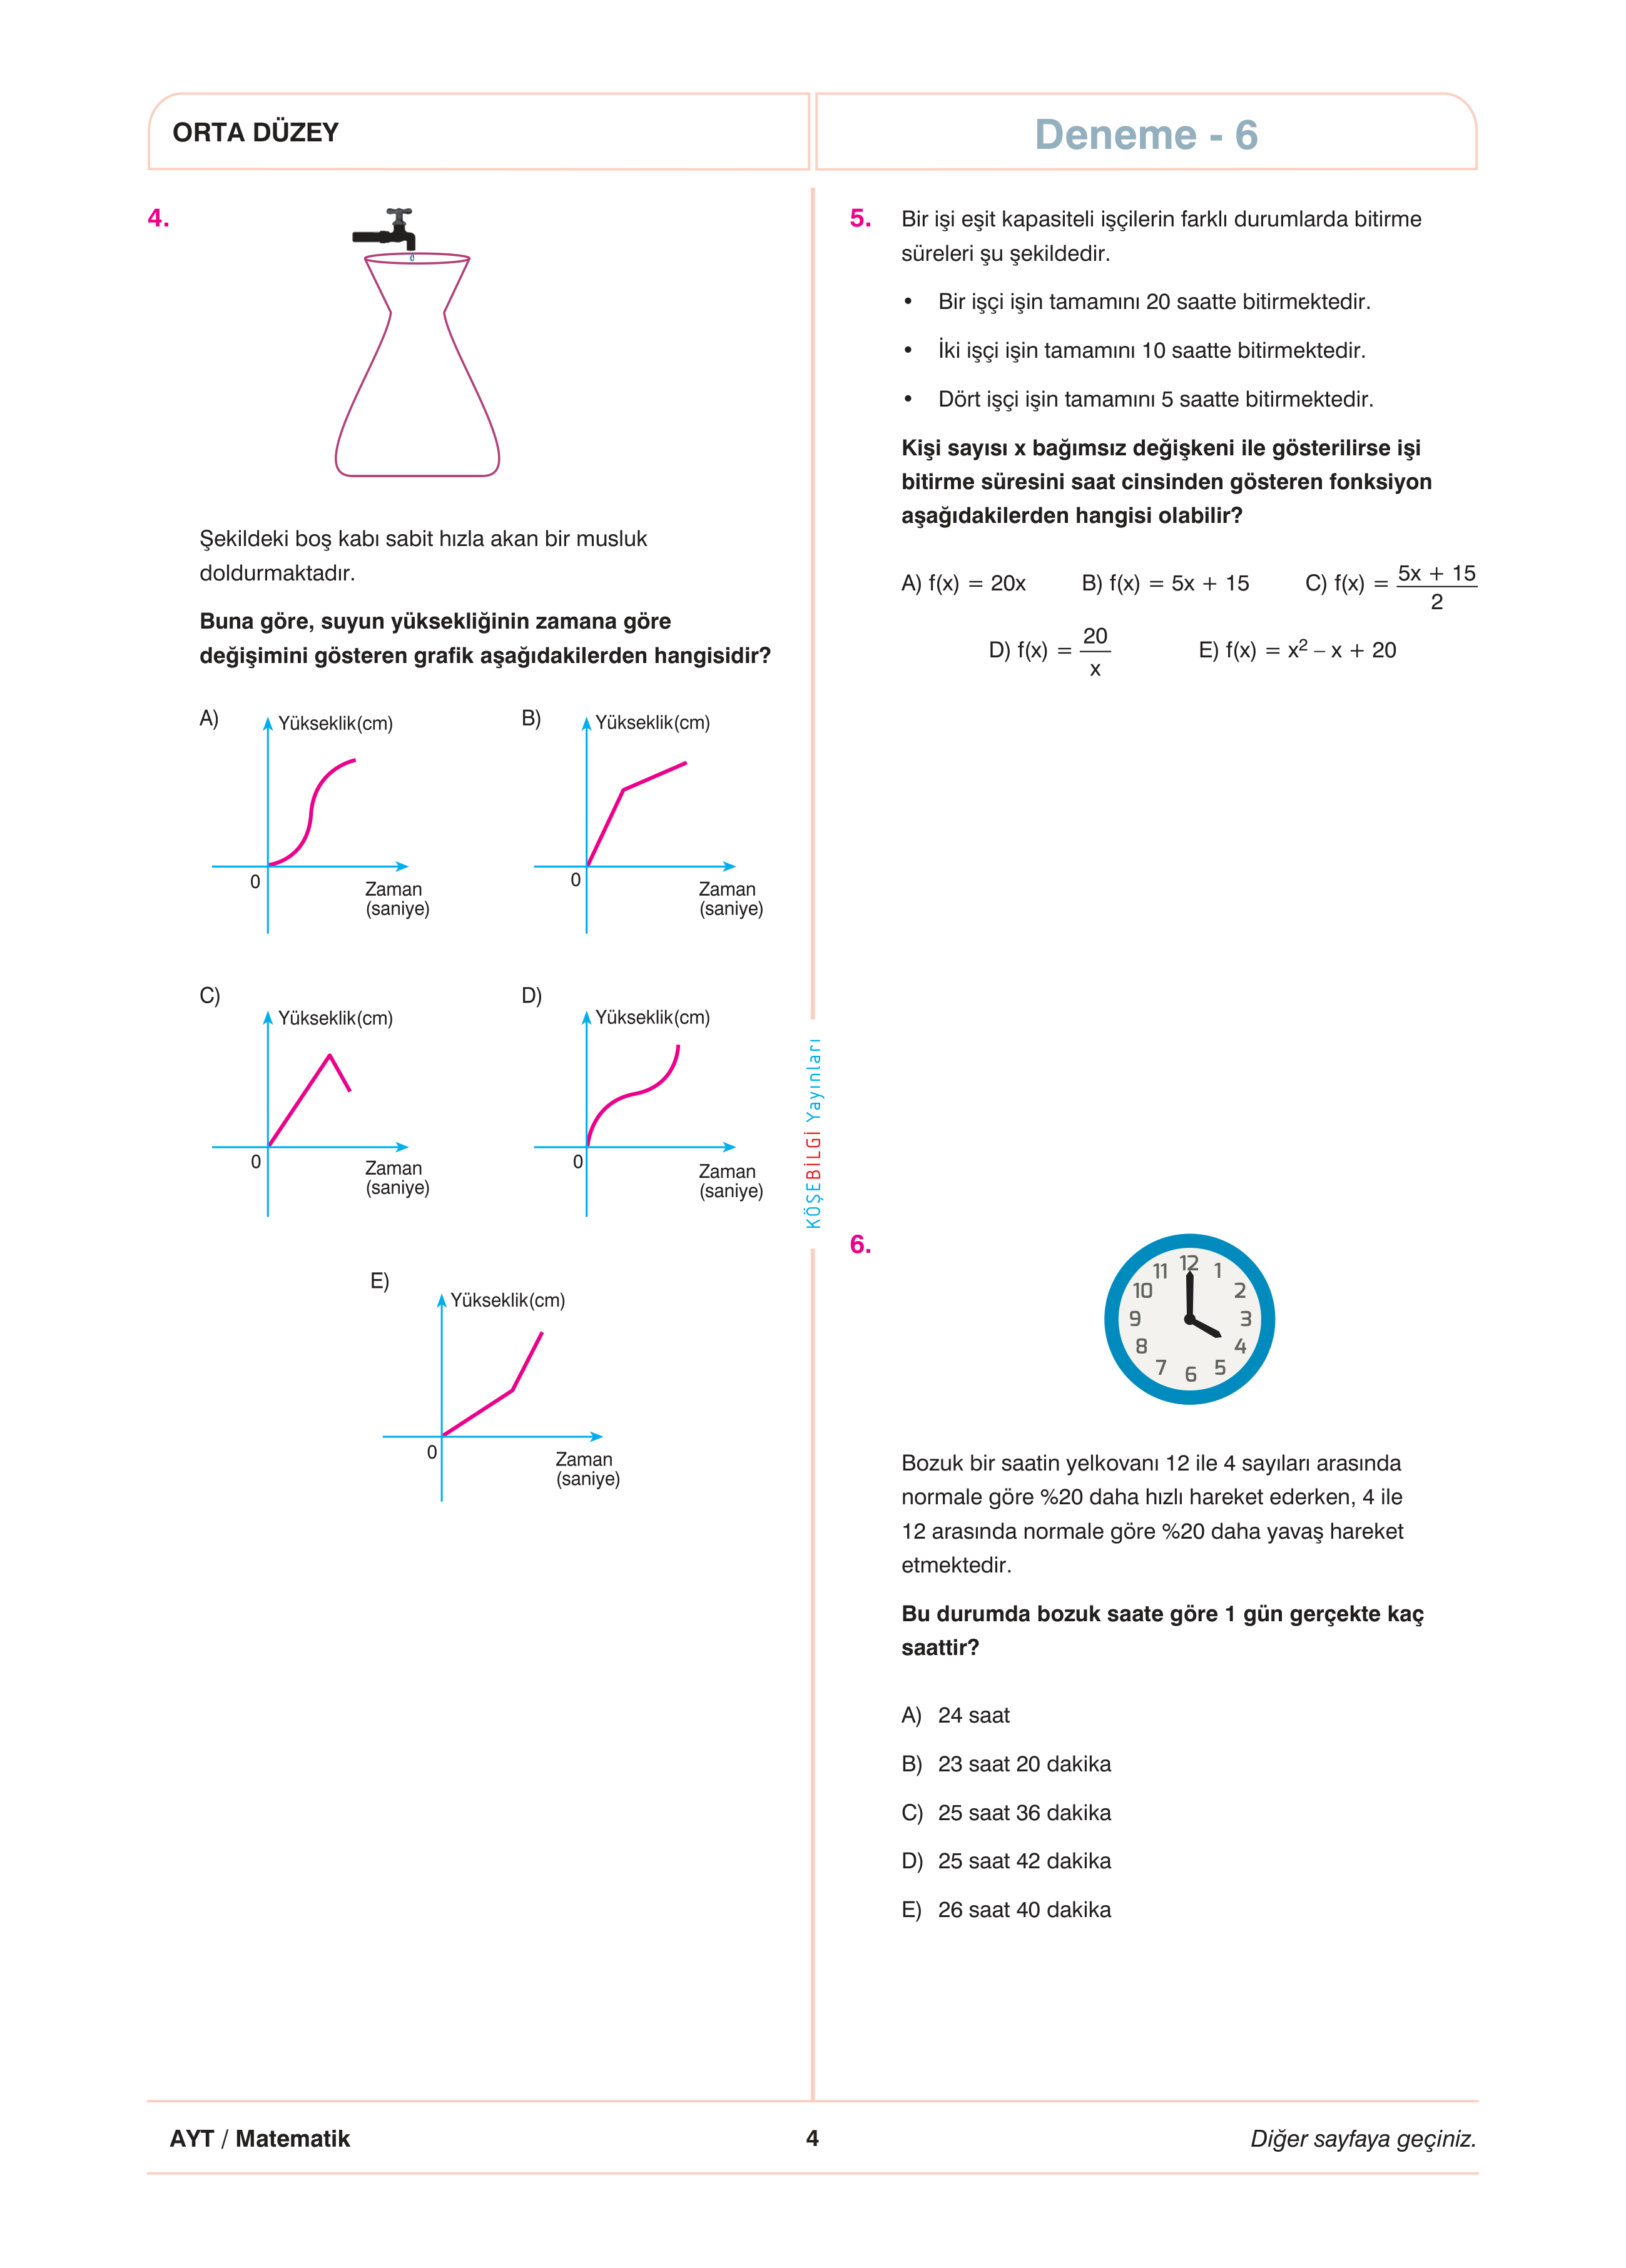 ORTA DÜZEY
Deneme - 6
4.
Şekildeki boş kabı sabit hızla akan bir musluk
doldurmaktadır.
Buna göre, suyun yüksekliğinin zamana göre
değişimini gösteren grafik aşağıdakilerden hangisidir?
A)
Yükseklik(cm)
0
Zaman
(saniye)
B)
Yükseklik(cm)
0
Zaman
(saniye)
C)
Yükseklik(cm)
0
Zaman
(saniye)
D)
Yükseklik(cm)
0
Zaman
(saniye)
E)
Yükseklik(cm)
0
Zaman
(saniye)
KÖŞEBİLGİ Yayınları
5. Bir işi eşit kapasiteli işçilerin farklı durumlarda bitirme
süreleri şu şekildedir.
• Bir işçi işin tamamını 20 saatte bitirmektedir.
• İki işçi işin tamamını 10 saatte bitirmektedir.
• Dört işçi işin tamamını 5 saatte bitirmektedir.
Kişi sayısı x bağımsız değişkeni ile gösterilirse işi
bitirme süresini saat cinsinden gösteren fonksiyon
aşağıdakilerden hangisi olabilir?
A) f(x) = 20x B) f(x) = 5x + 15 C) f(x) = (5x + 15)/2
D) f(x) = 20/x E) f(x) = x² – x + 20
6.
12
1
2
3
4
5
6
7
8
9
10
11
Bozuk bir saatin yelkovanı 12 ile 4 sayıları arasında
normale göre %20 daha hızlı hareket ederken, 4 ile
12 arasında normale göre %20 daha yavaş hareket
etmektedir.
Bu durumda bozuk saate göre 1 gün gerçekte kaç
saattir?
A) 24 saat
B) 23 saat 20 dakika
C) 25 saat 36 dakika
D) 25 saat 42 dakika
E) 26 saat 40 dakika
AYT / Matematik
4
Diğer sayfaya geçiniz.